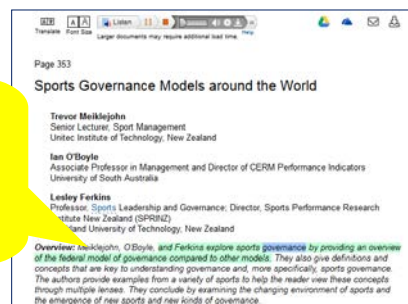 Translate Font Size Listen Help
Larger documents may require additional load time.
Page 353
Sports Governance Models around the World
Trevor Meiklejohn
Senior Lecturer, Sport Management
Unitec Institute of Technology, New Zealand
Ian O'Boyle
Associate Professor in Management and Director of CERM Performance Indicators
University of South Australia
Lesley Ferkins
Professor, Sports Leadership and Governance; Director, Sports Performance Research
Institute New Zealand (SPRINZ)
University of Technology, New Zealand
Overview: Meiklejohn, O'Boyle, and Ferkins explore sports governance by providing an overview
of the federal model of governance compared to other models. They also give definitions and
concepts that are key to understanding governance and, more specifically, sports governance.
The authors provide examples from a variety of sports to help the reader view these concepts
through multiple lenses. They conclude by examining the changing environment of sports and
the emergence of new sports and new kinds of governance.